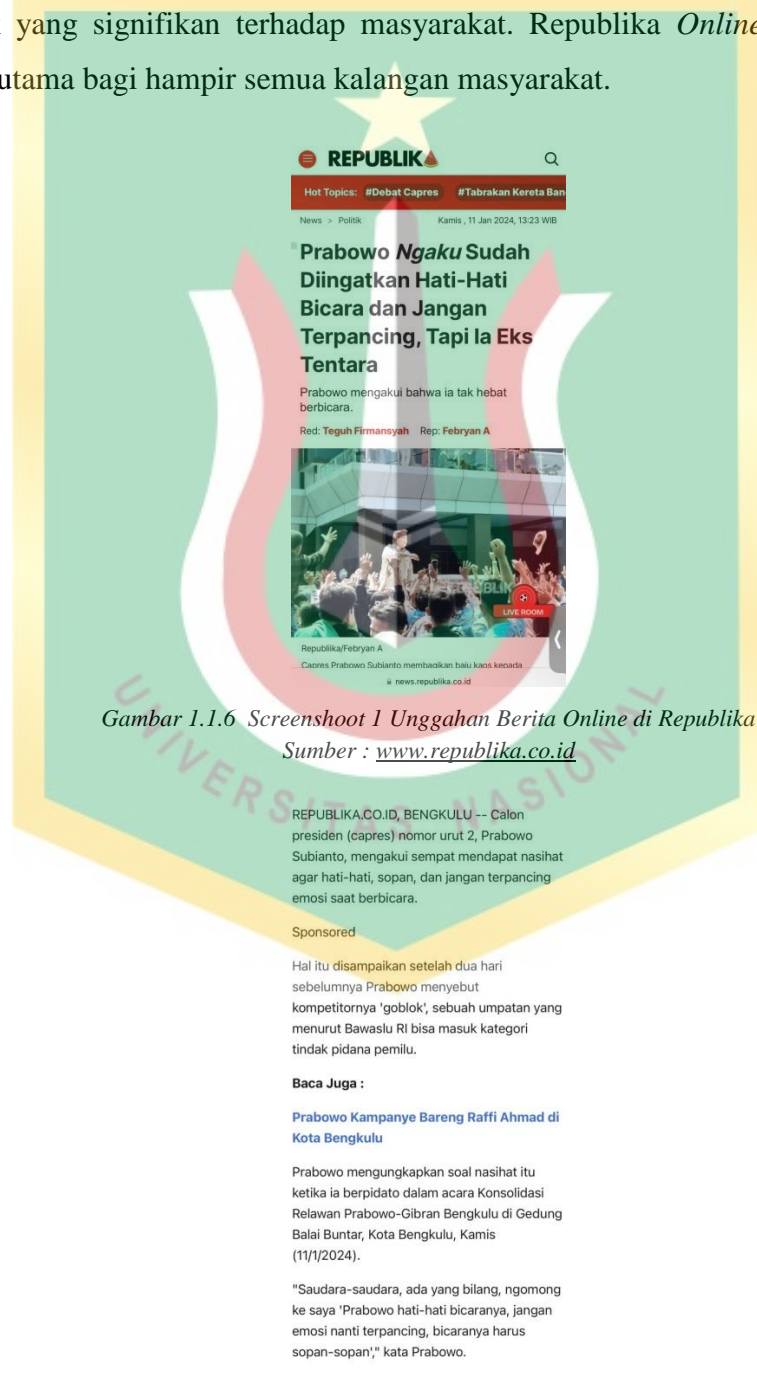 yang signifikan terhadap masyarakat. Republika Online
utama bagi hampir semua kalangan masyarakat.
REPUBLIKA
Hot Topics: #Debat Capres #Tabrakan Kereta Ban
News > Politik Kamis , 11 Jan 2024, 13:23 WIB
Prabowo Ngaku Sudah
Diingatkan Hati-Hati
Bicara dan Jangan
Terpancing, Tapi Ia Eks
Tentara
Prabowo mengakui bahwa ia tak hebat
berbicara.
Red: Teguh Firmansyah Rep: Febryan A
LIVE ROOM
Republiika/Febryan A
Capres Prabowo Subianto membagikan baju kaos kepada
news.republika.co.id
Gambar 1.1.6 Screenshoot 1 Unggahan Berita Online di Republika
Sumber : www.republika.co.id
UNIVERSITAS NASIONAL
REPUBLIKA.CO.ID, BENGKULU -- Calon
presiden (capres) nomor urut 2, Prabowo
Subianto, mengakui sempat mendapat nasihat
agar hati-hati, sopan, dan jangan terpancing
emosi saat berbicara.
Sponsored
Hal itu disampaikan setelah dua hari
sebelumnya Prabowo menyebut
kompetitornya 'goblok', sebuah umpatan yang
menurut Bawaslu RI bisa masuk kategori
tindak pidana pemilu.
Baca Juga :
Prabowo Kampanye Bareng Raffi Ahmad di
Kota Bengkulu
Prabowo mengungkapkan soal nasihat itu
ketika ia berpidato dalam acara Konsolidasi
Relawan Prabowo-Gibran Bengkulu di Gedung
Balai Buntar, Kota Bengkulu, Kamis
(11/1/2024).
"Saudara-saudara, ada yang bilang, ngomong
ke saya 'Prabowo hati-hati bicaranya, jangan
emosi nanti terpancing, bicaranya harus
sopan-sopan'," kata Prabowo.